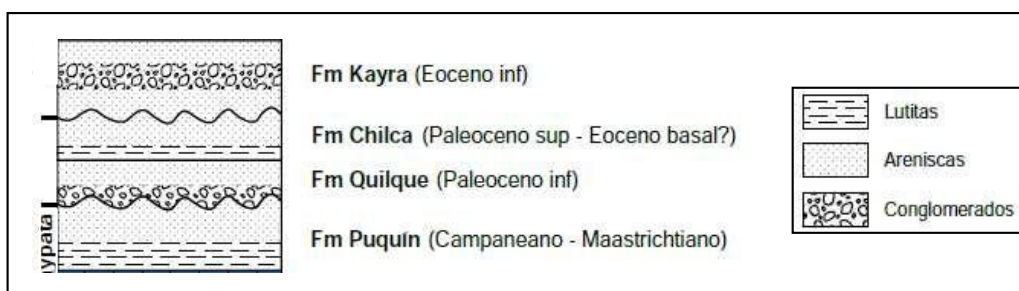 Fm Kayra (Eoceno inf)
Fm Chilca (Paleoceno sup - Eoceno basal?)
Fm Quilque (Paleoceno inf)
Fm Puquín (Campaneano - Maastrichtiano)
ypata
Lutitas
Areniscas
Conglomerados